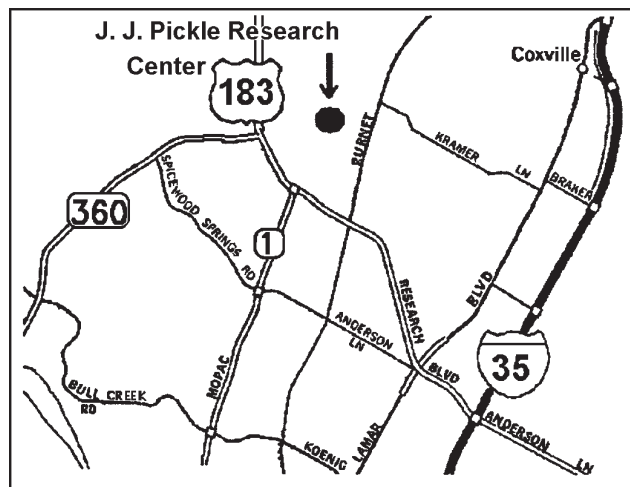 J. J. Pickle Research
Center
183
Coxville
BURNET
KRAMER
LN
BRAKER
360
SPICEWOOD SPRINGS RD
1
RESEARCH
BLVD
ANDERSON
LN
BLVD
35
MOPAC
BULL CREEK
RD
KOENIG
LAMAR
ANDERSON
LN